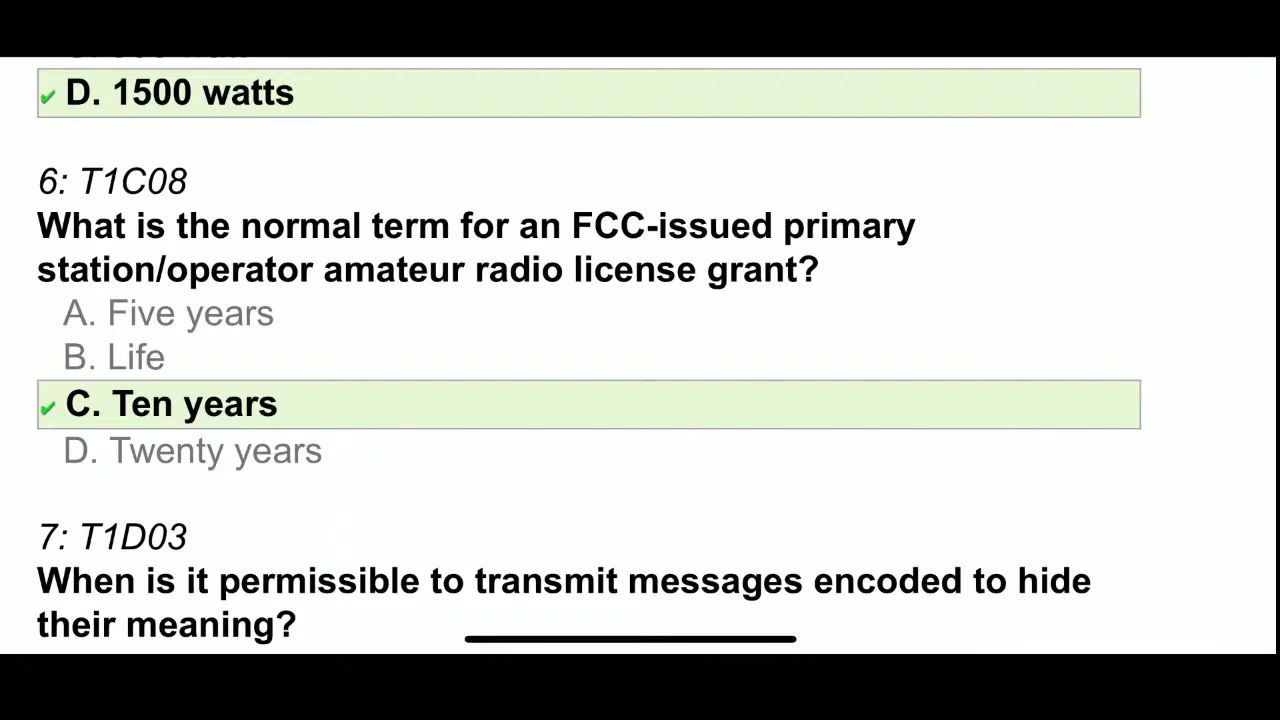 D. 1500 watts
6: T1C08
What is the normal term for an FCC-issued primary
station/operator amateur radio license grant?
A. Five years
B. Life
C. Ten years
D. Twenty years
7: T1D03
When is it permissible to transmit messages encoded to hide
their meaning?